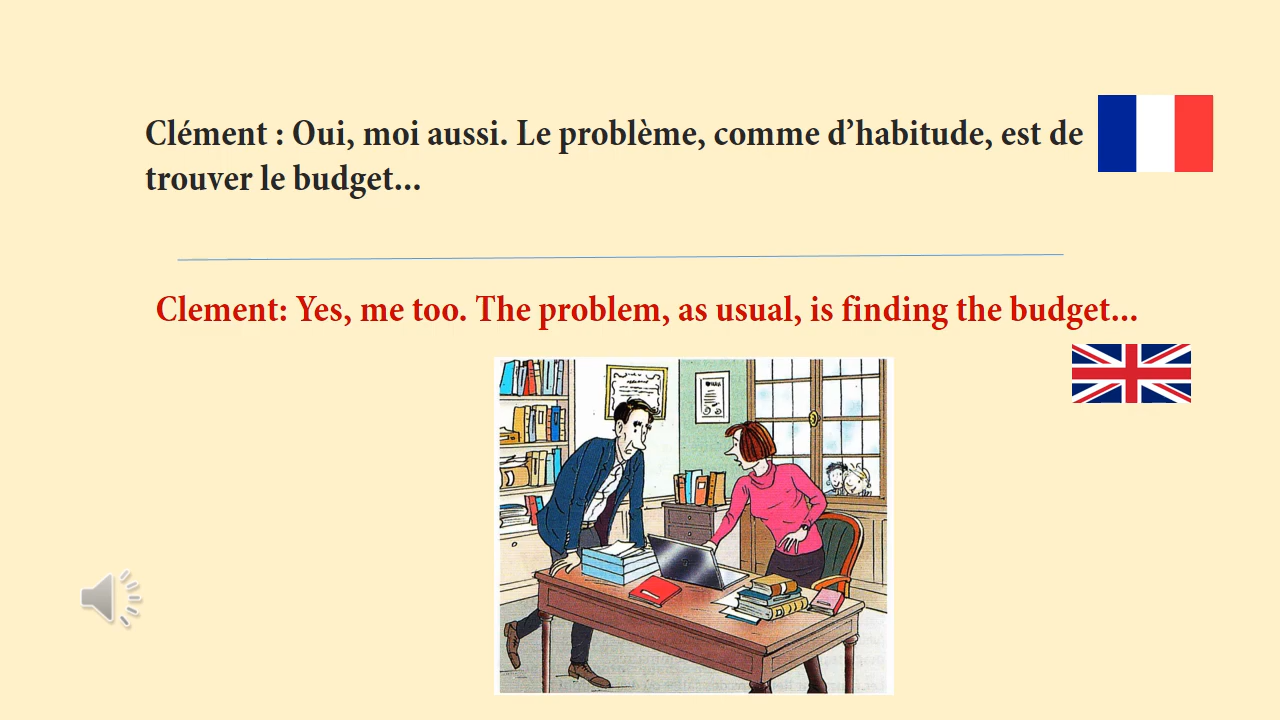 Clément : Oui, moi aussi. Le problème, comme d’habitude, est de
trouver le budget...
Clement: Yes, me too. The problem, as usual, is finding the budget...